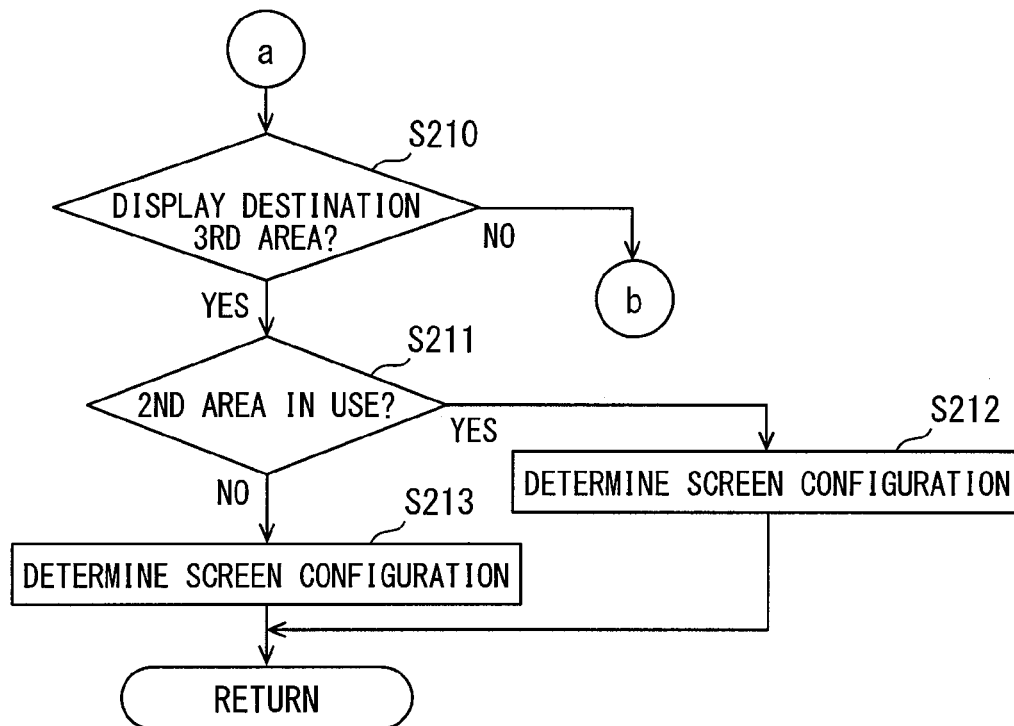 a
S210
DISPLAY DESTINATION
3RD AREA?
NO
b
YES
S211
2ND AREA IN USE?
YES
S212
DETERMINE SCREEN CONFIGURATION
NO
S213
DETERMINE SCREEN CONFIGURATION
RETURN